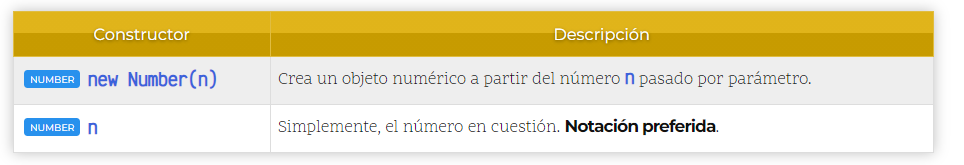 Constructor Descripción
NUMBER new Number(n) Crea un objeto numérico a partir del número n pasado por parámetro.
NUMBER n Simplemente, el número en cuestión. Notación preferida.